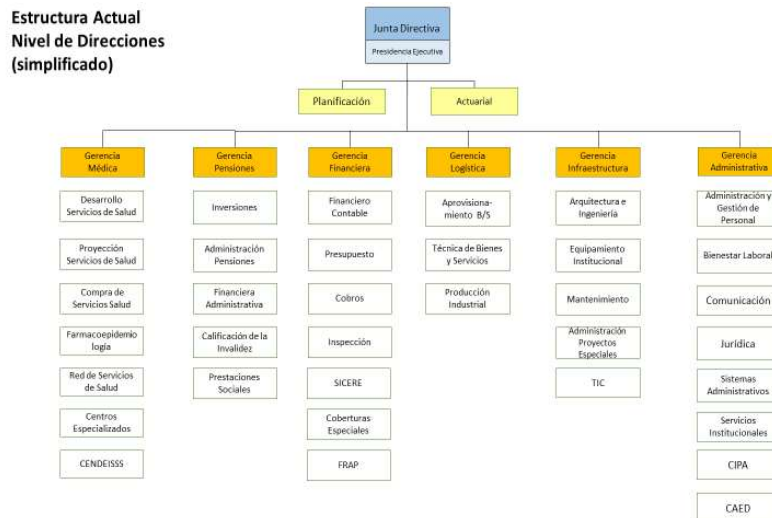 Estructura Actual
Nivel de Direcciones
(simplificado)
Junta Directiva
Presidencia Ejecutiva
Planificación
Actuarial
Gerencia
Médica
Desarrollo
Servicios de Salud
Proyección
Servicios de Salud
Compra de
Servicios Salud
Farmacoepidemio
logía
Red de Servicios
de Salud
Centros
Especializados
CENDEISSS
Gerencia
Pensiones
Inversiones
Administración
Pensiones
Financiera
Administrativa
Calificación de la
Invalidez
Prestaciones
Sociales
Gerencia
Financiera
Financiero
Contable
Presupuesto
Cobros
Inspección
SICERE
Coberturas
Especiales
FRAP
Gerencia
Logística
Aprovisiona-
miento B/S
Técnica de Bienes
y Servicios
Producción
Industrial
Gerencia
Infraestructura
Arquitectura e
Ingeniería
Equipamiento
Institucional
Mantenimiento
Administración
Proyectos
Especiales
TIC
Gerencia
Administrativa
Administración y
Gestión de
Personal
Bienestar Laboral
Comunicación
Jurídica
Sistemas
Administrativos
Servicios
Institucionales
CIPA
CAED